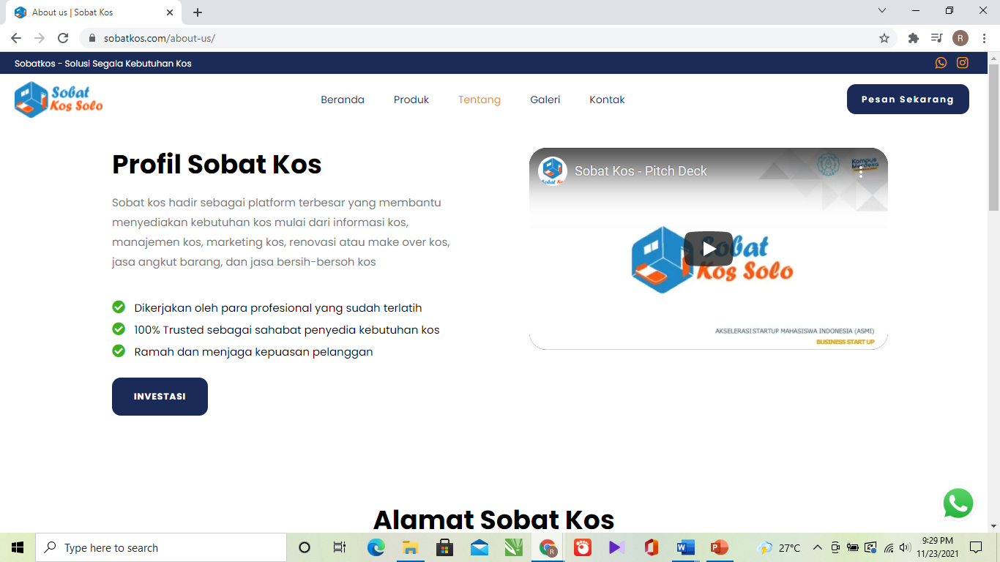 About us | Sobat Kos
sobatkos.com/about-us/
R
Sobatkos - Solusi Segala Kebutuhan Kos
Sobat
Kos Solo
Beranda
Produk
Tentang
Galeri
Kontak
Pesan Sekarang
Profil Sobat Kos
Sobat kos hadir sebagai platform terbesar yang membantu
menyediakan kebutuhan kos mulai dari informasi kos,
manajemen kos, marketing kos, renovasi atau make over kos,
jasa angkut barang, dan jasa bersih-bersoh kos
Dikerjakan oleh para profesional yang sudah terlatih
100% Trusted sebagai sahabat penyedia kebutuhan kos
Ramah dan menjaga kepuasan pelanggan
INVESTASI
Sobat Kos - Pitch Deck
Kampus
Merdeka
Sobat
Kos Solo
AKSELERASI STARTUP MAHASISWA INDONESIA (ASMI)
BUSINESS START UP
Alamat Sobat Kos
Type here to search
27°C
9:29 PM
11/23/2021